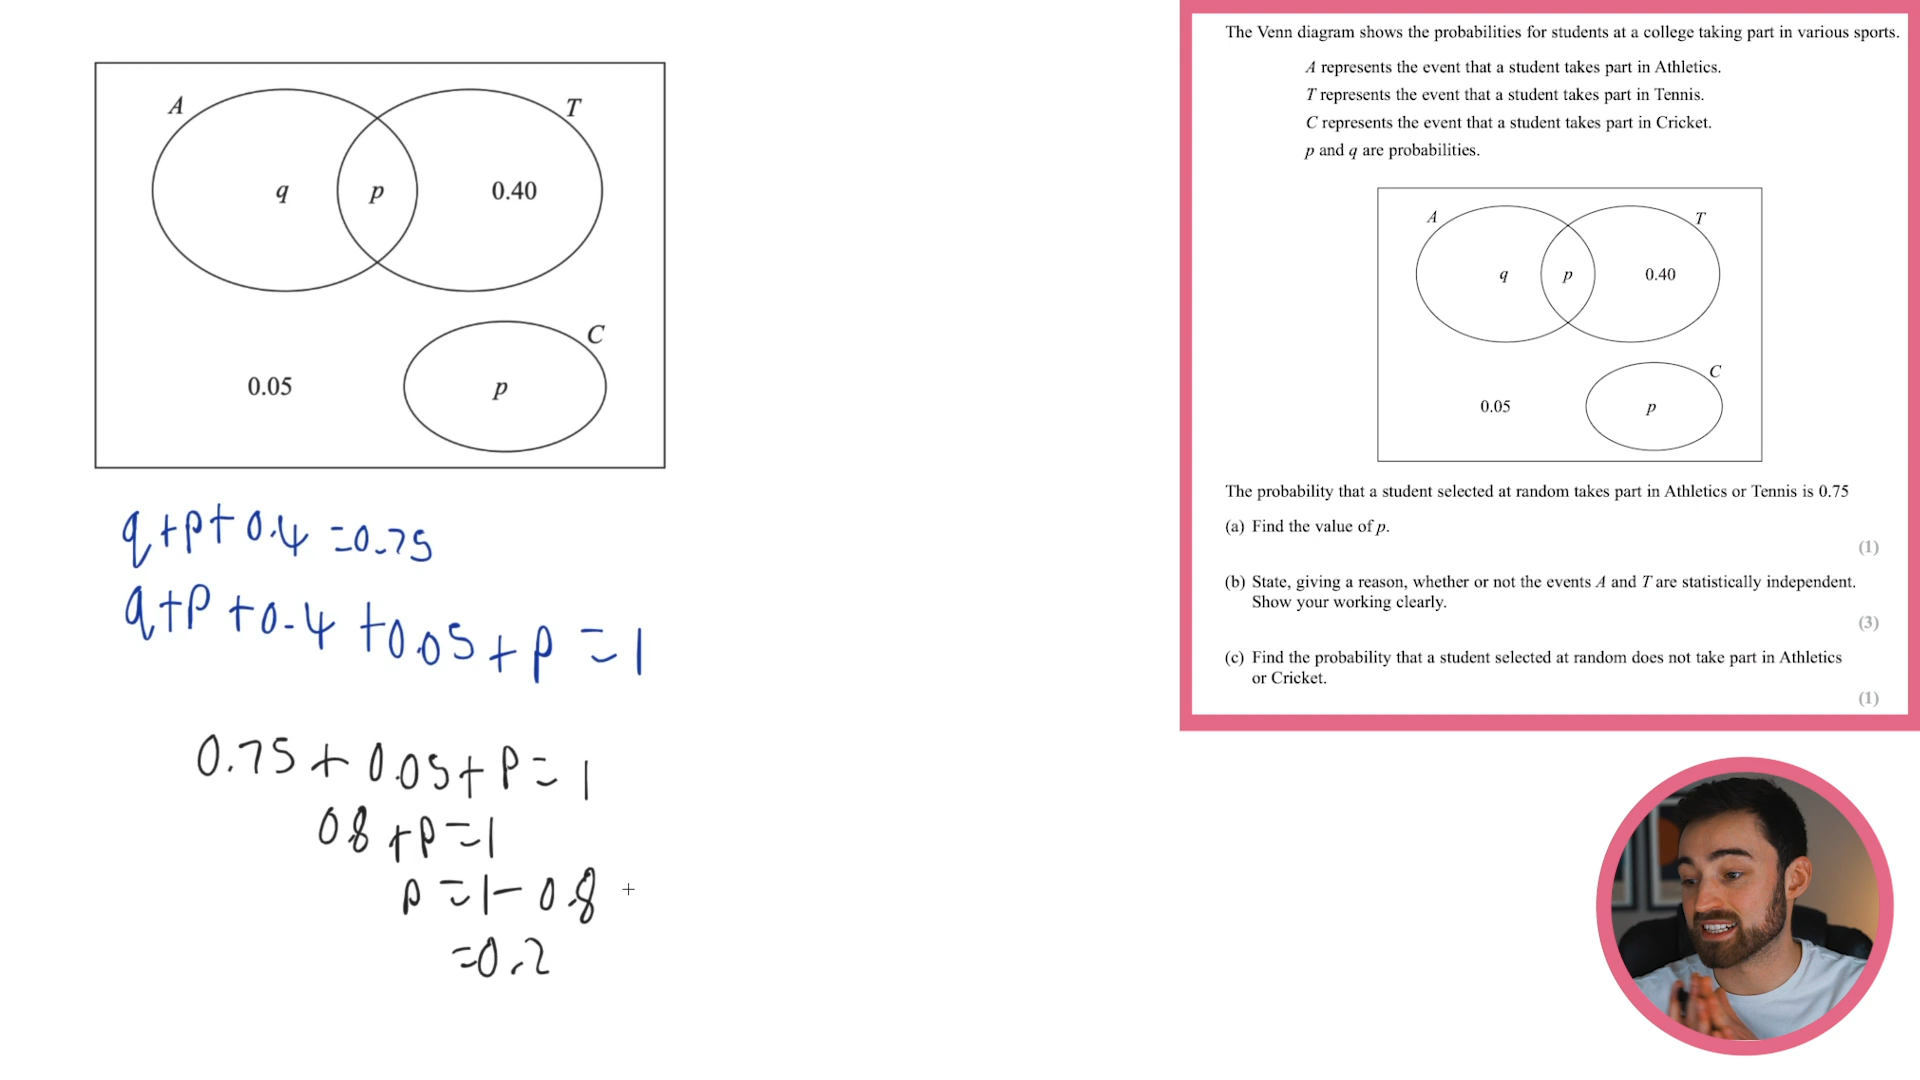 A
T
q
p
0.40
C
0.05
p
q+p+0.4 =0.75
q+p+0.4+0.05+p=1
0.75+0.05+p=1
0.8+p=1
p=1-0.8
=0.2
The Venn diagram shows the probabilities for students at a college taking part in various sports.
A represents the event that a student takes part in Athletics.
T represents the event that a student takes part in Tennis.
C represents the event that a student takes part in Cricket.
p and q are probabilities.
A
T
q
p
0.40
C
0.05
p
The probability that a student selected at random takes part in Athletics or Tennis is 0.75
(a) Find the value of p.
(1)
(b) State, giving a reason, whether or not the events A and T are statistically independent.
Show your working clearly.
(3)
(c) Find the probability that a student selected at random does not take part in Athletics
or Cricket.
(1)